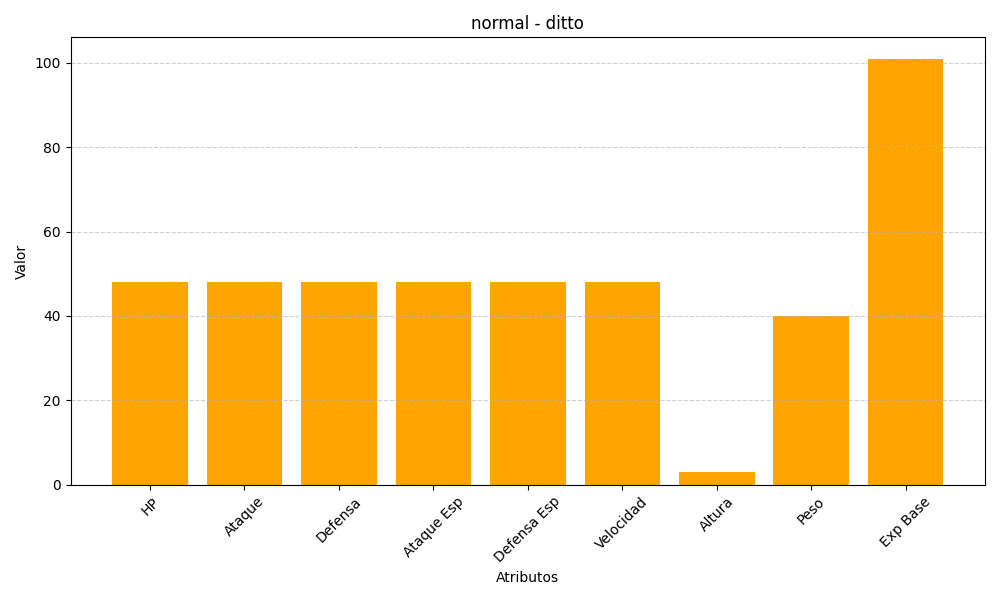 normal - ditto
Valor
100
80
60
40
20
0
HP
Ataque
Defensa
Ataque Esp
Defensa Esp
Velocidad
Altura
Peso
Exp Base
Atributos